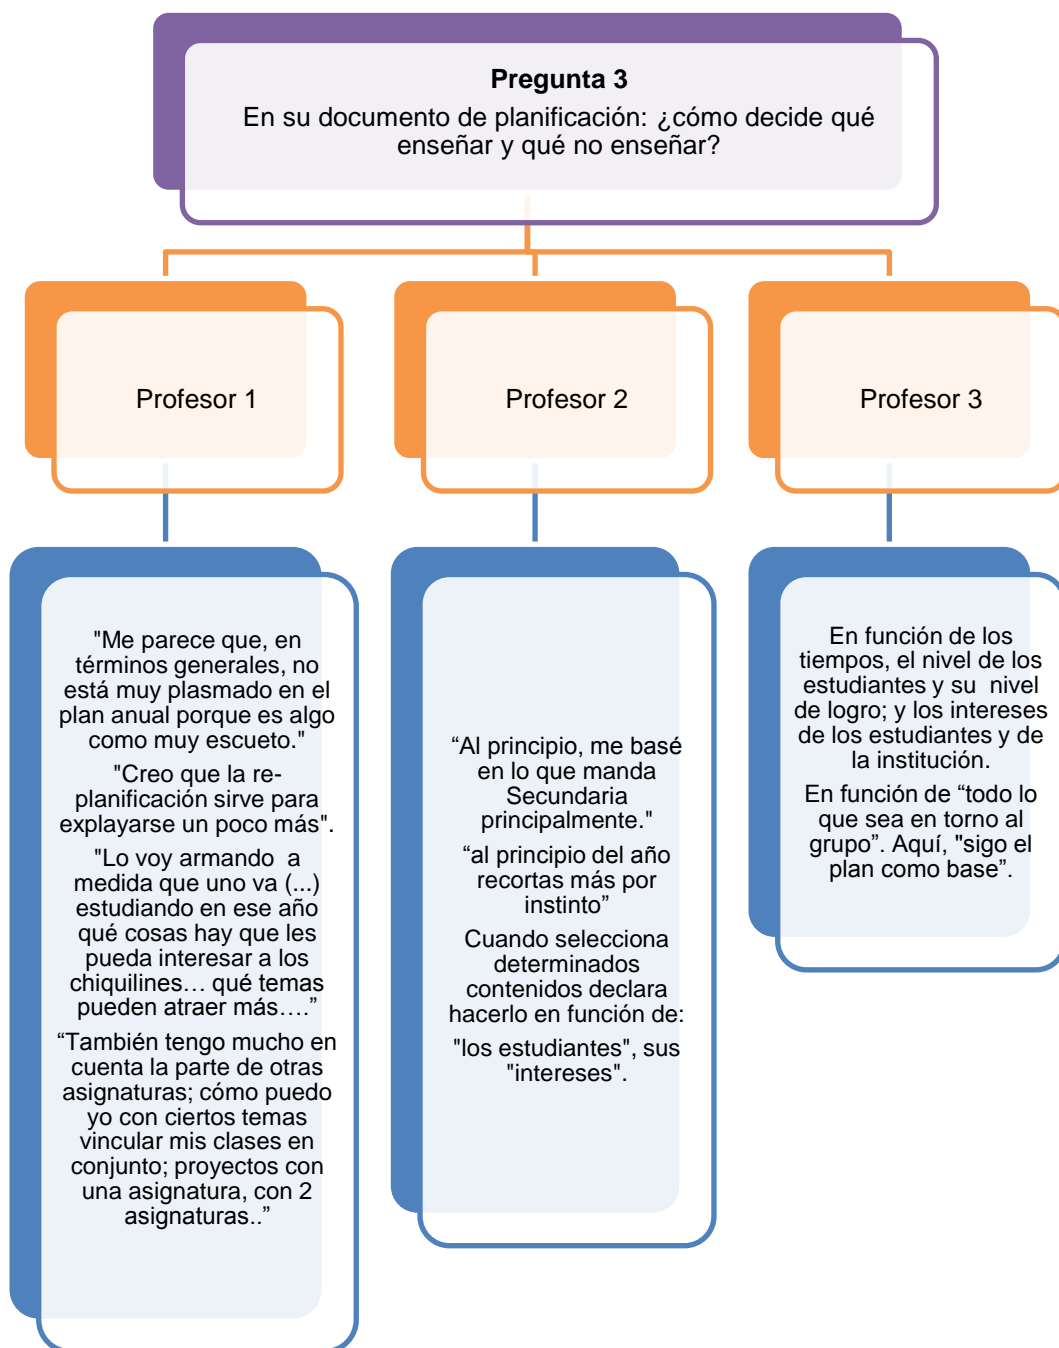 Pregunta 3
En su documento de planificación: ¿cómo decide qué
enseñar y qué no enseñar?
Profesor 1
Profesor 2
Profesor 3
"Me parece que, en
términos generales, no
está muy plasmado en el
plan anual porque es algo
como muy escueto."
"Creo que la re-
planificación sirve para
explayarse un poco más".
"Lo voy armando  a
medida que uno va (...)
estudiando en ese año
qué cosas hay que les
pueda interesar a los
chiquilines… qué temas
pueden atraer más….”
“También tengo mucho en
cuenta la parte de otras
asignaturas; cómo puedo
yo con ciertos temas
vincular mis clases en
conjunto; proyectos con
una asignatura, con 2
asignaturas..”
“Al principio, me basé
en lo que manda
Secundaria
principalmente."
“al principio del año
recortas más por
instinto”
Cuando selecciona
determinados
contenidos declara
hacerlo en función de:
"los estudiantes", sus
"intereses".
En función de los
tiempos, el nivel de los
estudiantes y su  nivel
de logro; y los intereses
de los estudiantes y de
la institución.
En función de “todo lo
que sea en torno al
grupo”. Aquí, "sigo el
plan como base”.